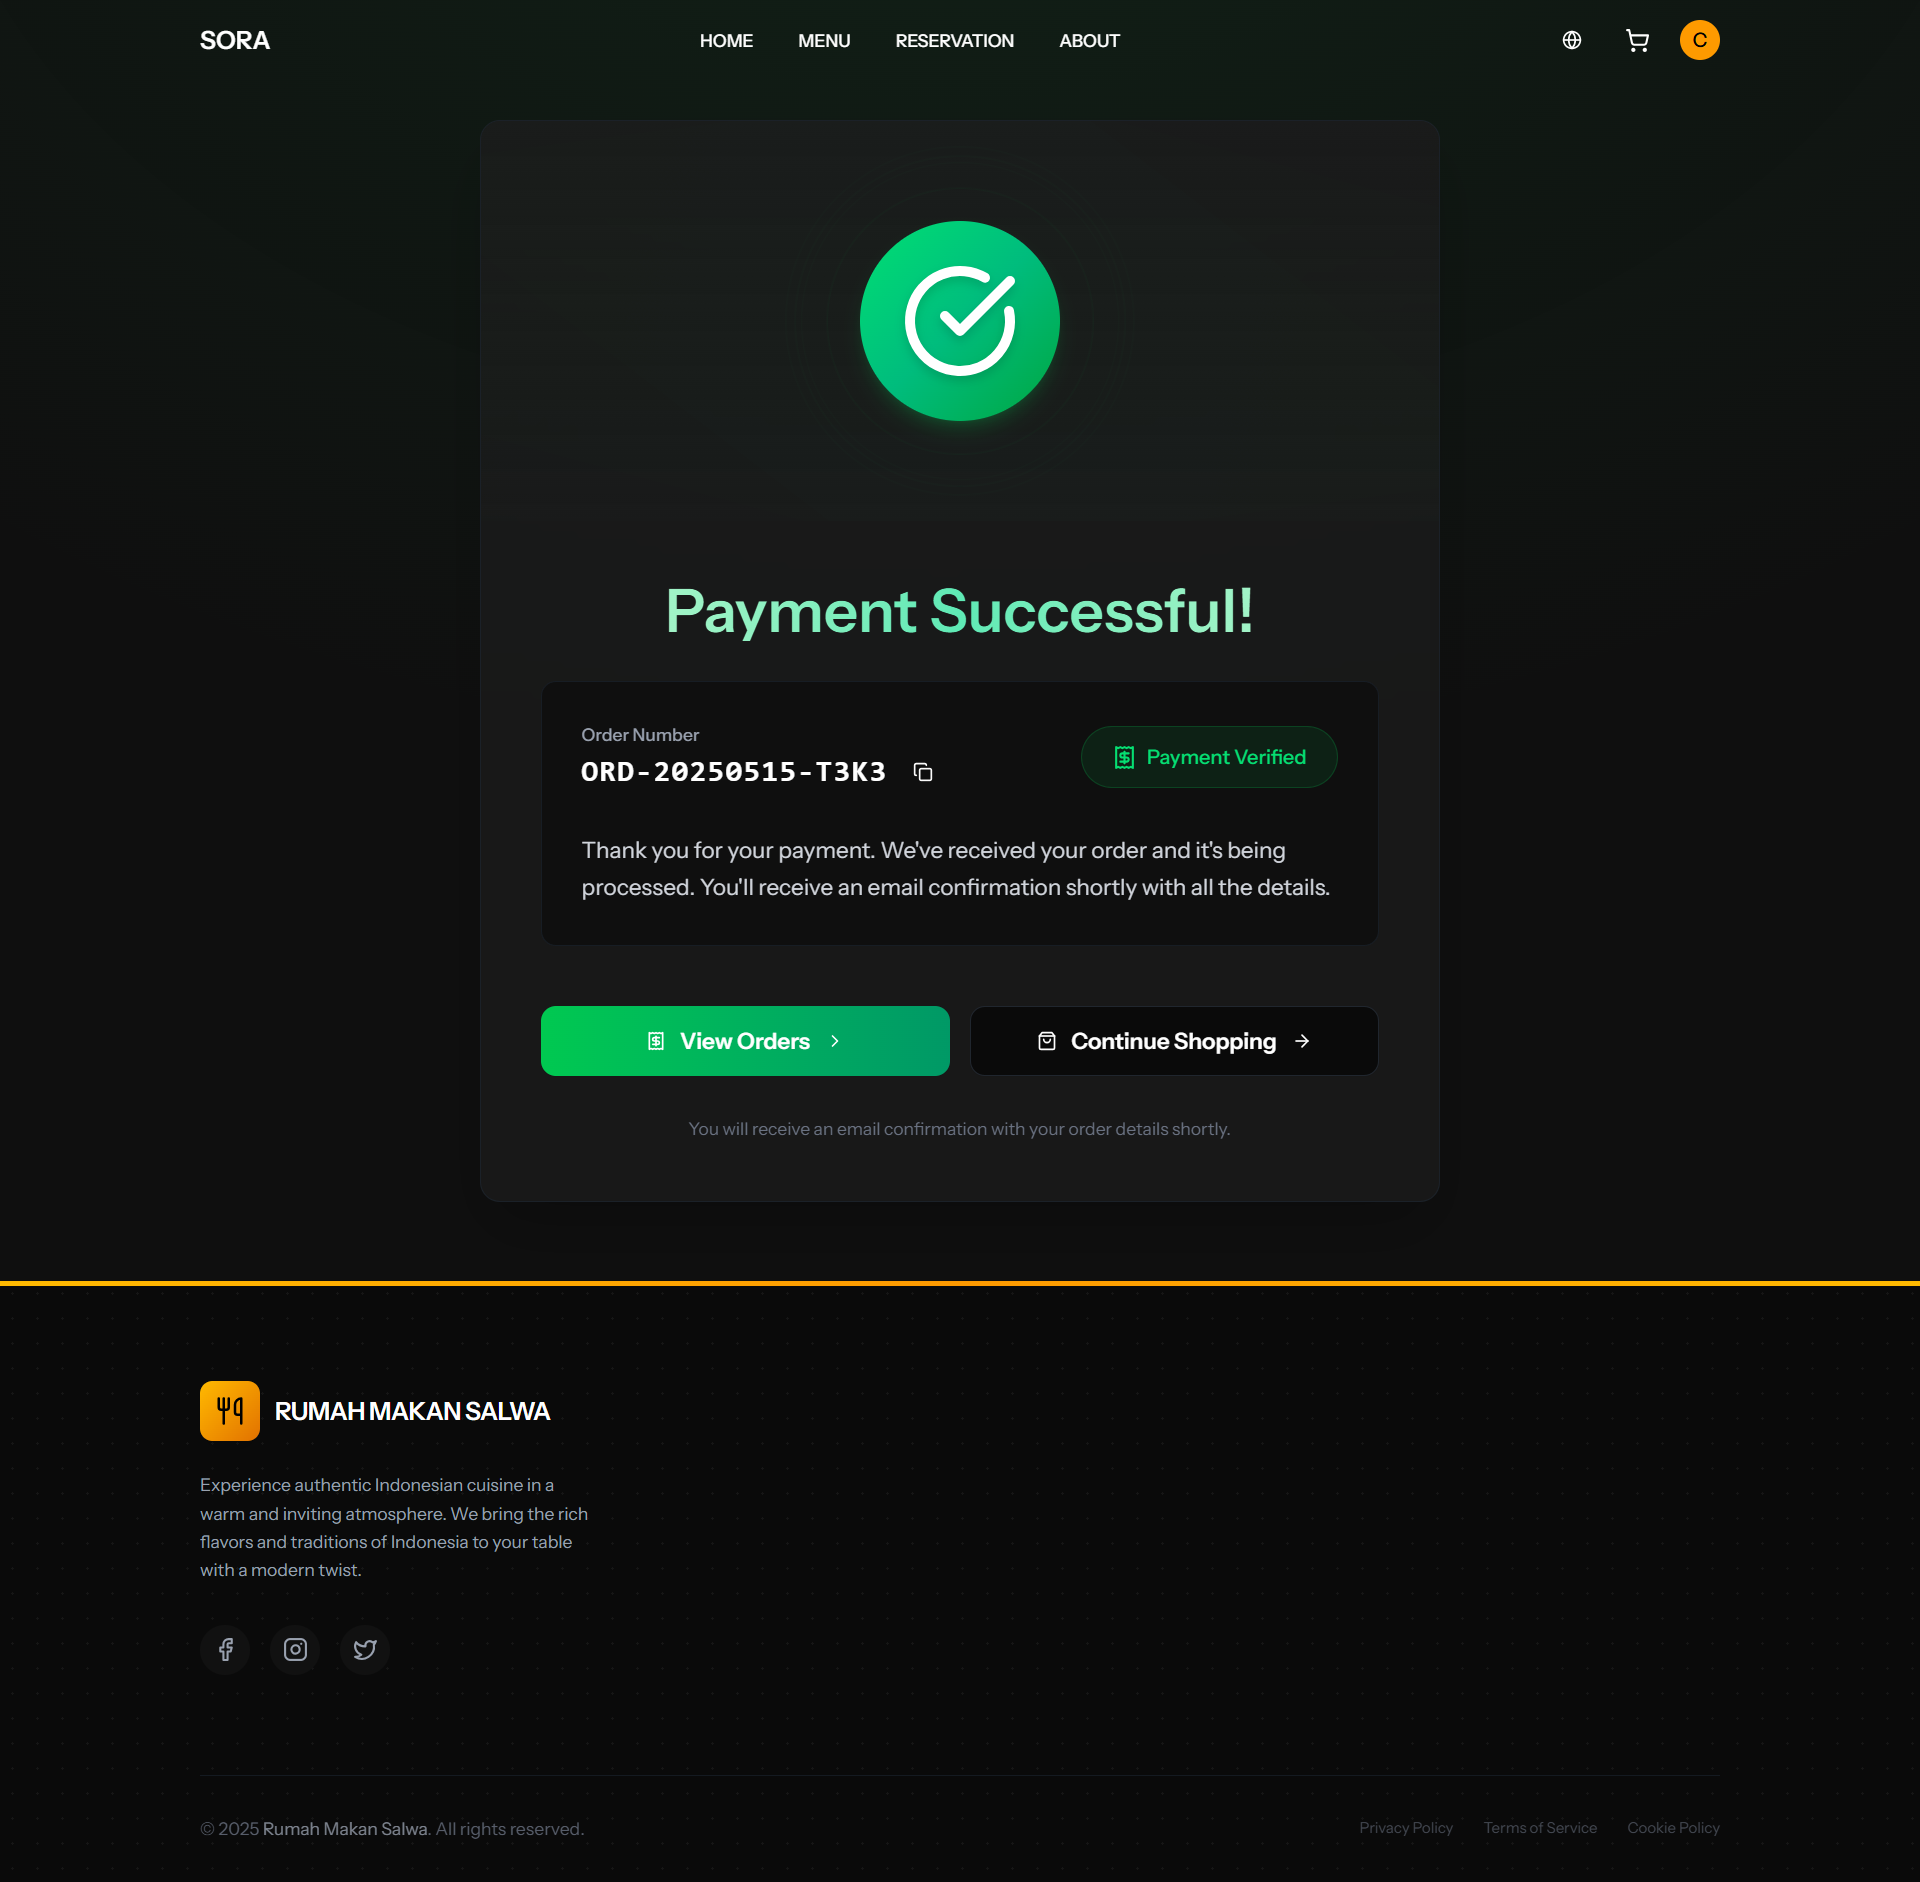 SORA
HOME
MENU
RESERVATION
ABOUT
C
Payment Successful!
Order Number
ORD-20250515-T3K3
Payment Verified
Thank you for your payment. We've received your order and it's being
processed. You'll receive an email confirmation shortly with all the details.
View Orders
Continue Shopping
You will receive an email confirmation with your order details shortly.
RUMAH MAKAN SALWA
Experience authentic Indonesian cuisine in a
warm and inviting atmosphere. We bring the rich
flavors and traditions of Indonesia to your table
with a modern twist.
© 2025 Rumah Makan Salwa. All rights reserved.
Privacy Policy
Terms of Service
Cookie Policy